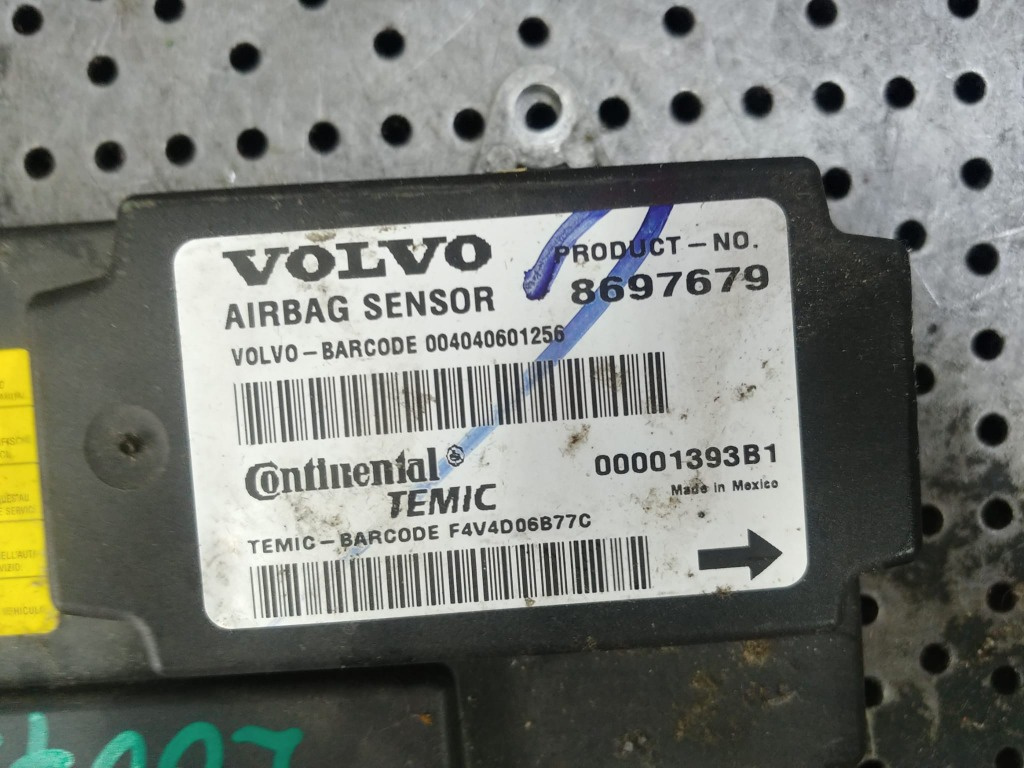 VOLVO
PRODUCT-NO.
AIRBAG SENSOR
8697679
VOLVO-BARCODE 004040601256
Continental
TEMIC
00001393B1
Made in Mexico
TEMIC-BARCODE F4V4D06B77C